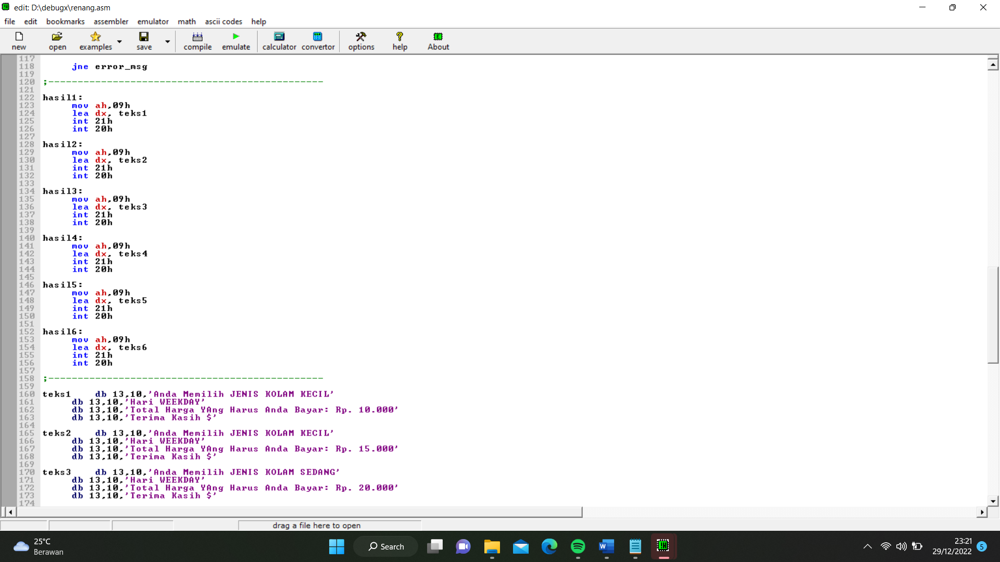 edit: D:\debugx\renang.asm
file edit bookmarks assembler emulator math ascii codes help
new open examples save compile emulate calculator convertor options help About
117
118 jne error_msg
119
120 ;-----------------------------------------------
121
122 hasil1:
123 mov ah,09h
124 lea dx, teks1
125 int 21h
126 int 20h
127
128 hasil2:
129 mov ah,09h
130 lea dx, teks2
131 int 21h
132 int 20h
133
134 hasil3:
135 mov ah,09h
136 lea dx, teks3
137 int 21h
138 int 20h
139
140 hasil4:
141 mov ah,09h
142 lea dx, teks4
143 int 21h
144 int 20h
145
146 hasil5:
147 mov ah,09h
148 lea dx, teks5
149 int 21h
150 int 20h
151
152 hasil6:
153 mov ah,09h
154 lea dx, teks6
155 int 21h
156 int 20h
157
158 ;-----------------------------------------------
159
160 teks1 db 13,10,'Anda Memilih JENIS KOLAM KECIL'
161 db 13,10,'Hari WEEKDAY'
162 db 13,10,'Total Harga YAng Harus Anda Bayar: Rp. 10.000'
163 db 13,10,'Terima Kasih $'
164
165 teks2 db 13,10,'Anda Memilih JENIS KOLAM KECIL'
166 db 13,10,'Hari WEEKDAY'
167 db 13,10,'Total Harga YAng Harus Anda Bayar: Rp. 15.000'
168 db 13,10,'Terima Kasih $'
169
170 teks3 db 13,10,'Anda Memilih JENIS KOLAM SEDANG'
171 db 13,10,'Hari WEEKDAY'
172 db 13,10,'Total Harga YAng Harus Anda Bayar: Rp. 20.000'
173 db 13,10,'Terima Kasih $'
174
drag a file here to open
25°C
Berawan
Search
23:21
29/12/2022
5